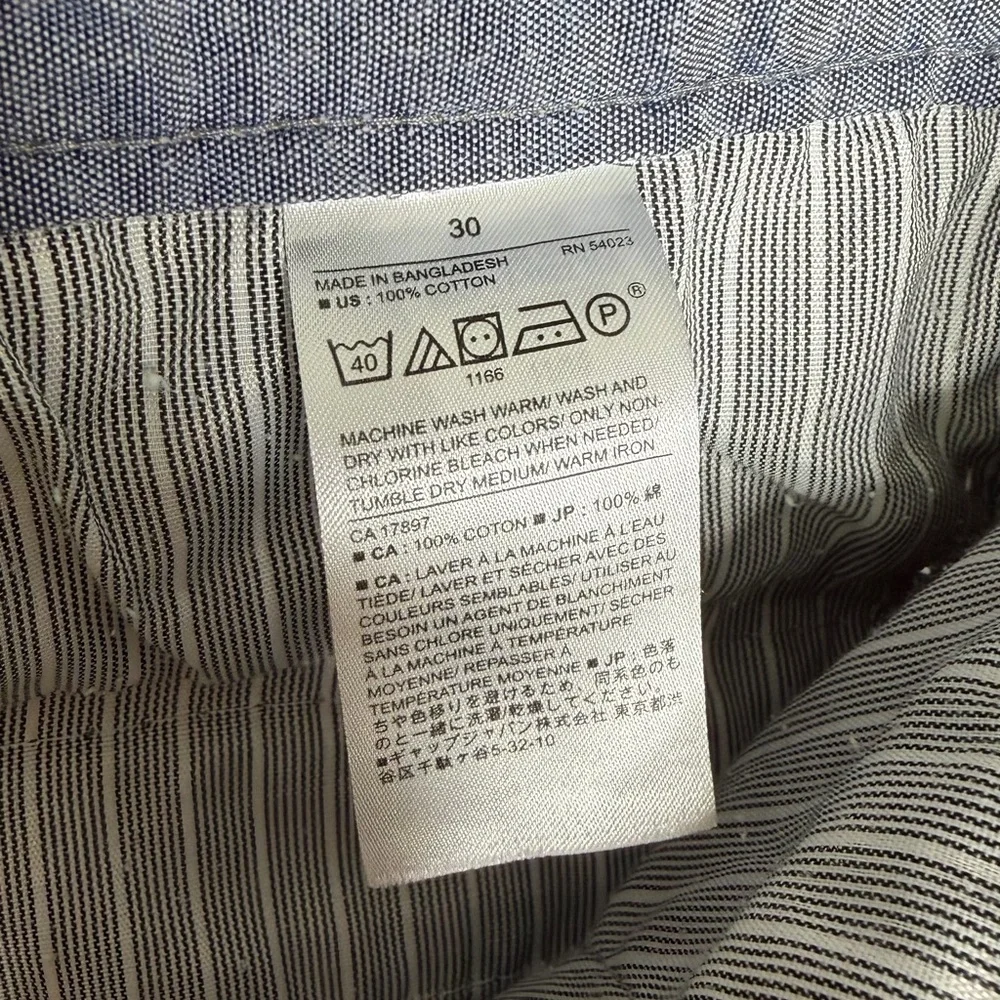 30
RN 54023
MADE IN BANGLADESH
■ US : 100% COTTON
40
P®
1166
MACHINE WASH WARM/ WASH AND
DRY WITH LIKE COLORS/ ONLY NON-
CHLORINE BLEACH WHEN NEEDED/
TUMBLE DRY MEDIUM/ WARM IRON
CA 17897
■ CA : 100% COTON ■ JP : 100% 綿
■ CA : LAVER À LA MACHINE À L'EAU
TIÈDE/ LAVER ET SÉCHER AVEC DES
COULEURS SEMBLABLES/ UTILISER AU
BESOIN UN AGENT DE BLANCHIMENT
SANS CHLORE UNIQUEMENT/ SÉCHER
À LA MACHINE À TEMPÉRATURE
MOYENNE/ REPASSER À
TEMPÉRATURE MOYENNE ■ JP : 色落
ちや色移りを避けるため、同系色のも
のと一緒に洗濯/乾燥してください。
■ギャップジャパン株式会社 東京都渋
谷区千駄ヶ谷5-32-10